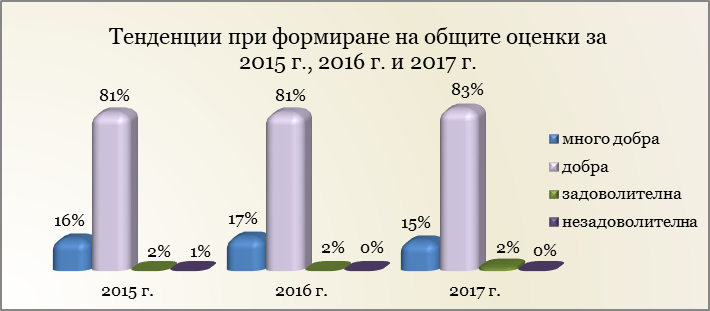 Тенденции при формиране на общите оценки за
2015 г., 2016 г. и 2017 г.
81%
81%
83%
16%
17%
15%
2%
1%
2%
0%
2%
0%
много добра
добра
задоволителна
незадоволителна
2015 г.
2016 г.
2017 г.